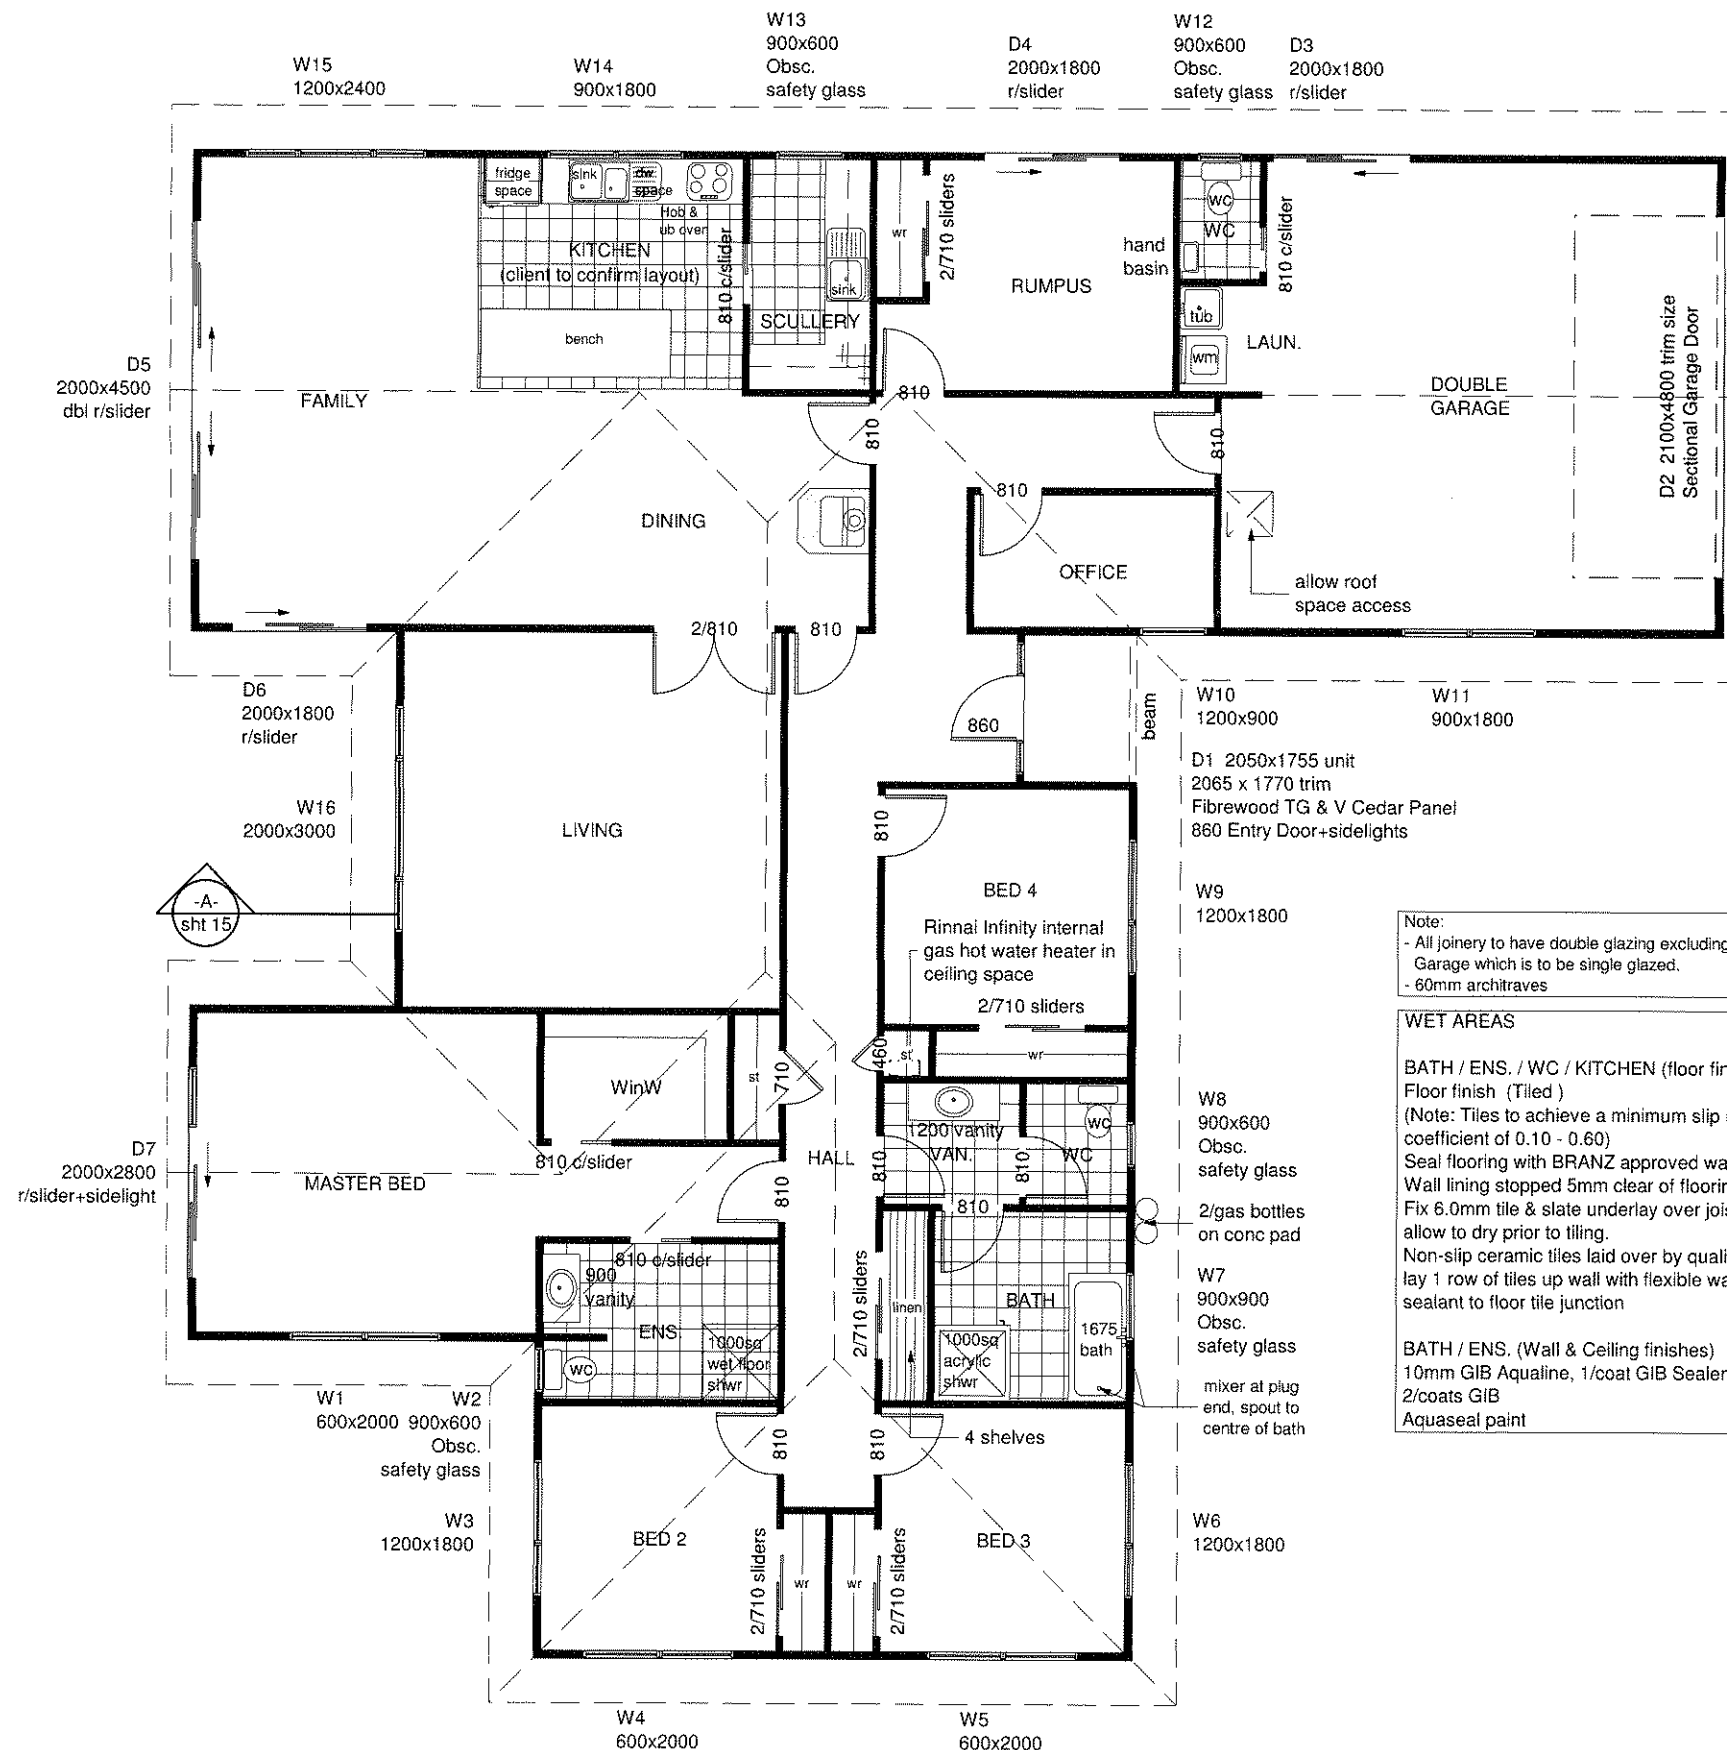 W15
1200x2400
W14
900x1800
W13
900x600
Obsc.
safety glass
D4
2000x1800
r/slider
W12
900x600
Obsc.
safety glass
D3
2000x1800
r/slider
fridge
space
sink
dw
space
Hob &
ub oven
KITCHEN
(client to confirm layout)
bench
810 c/slider
SCULLERY
sink
wr
2/710 sliders
RUMPUS
hand
basin
wc
WC
810 c/slider
tub
wm
LAUN.
DOUBLE
GARAGE
D2 2100x4800 trim size
Sectional Garage Door
D5
2000x4500
dbl r/slider
FAMILY
810
810
810
810
DINING
OFFICE
allow roof
space access
2/810
810
D6
2000x1800
r/slider
860
beam
W10
1200x900
W11
900x1800
D1 2050x1755 unit
2065 x 1770 trim
Fibrewood TG & V Cedar Panel
860 Entry Door+sidelights
W16
2000x3000
LIVING
810
BED 4
W9
1200x1800
-A-
sht 15
Rinnai Infinity internal
gas hot water heater in
ceiling space
2/710 sliders
Note:
- All joinery to have double glazing excluding
Garage which is to be single glazed.
- 60mm architraves
WET AREAS
460
st
wr
WinW
st
710
BATH / ENS. / WC / KITCHEN (floor
Floor finish (Tiled )
(Note: Tiles to achieve a minimum slip
coefficient of 0.10 - 0.60)
Seal flooring with BRANZ approved
Wall lining stopped 5mm clear of
Fix 6.0mm tile & slate underlay over
allow to dry prior to tiling.
Non-slip ceramic tiles laid over by
lay 1 row of tiles up wall with flexible
sealant to floor tile junction
BATH / ENS. (Wall & Ceiling finishes)
10mm GIB Aqualine, 1/coat GIB Sealer
2/coats GIB
Aquaseal paint
W8
900x600
Obsc.
safety glass
1200 vanity
VAN.
wc
WC
810
810
810
D7
2000x2800
r/slider+sidelight
MASTER BED
810 c/slider
810
HALL
2/gas bottles
on conc pad
810 c/slider
900
vanity
ENS.
wc
1000sq
wet floor
shwr
2/710 sliders
linen
BATH
1000sq
acrylic
shwr
1675
bath
W7
900x900
Obsc.
safety glass
mixer at plug
end, spout to
centre of bath
W1
600x2000
W2
900x600
Obsc.
safety glass
810
810
4 shelves
W3
1200x1800
BED 2
2/710 sliders
wr
wr
2/710 sliders
BED 3
W6
1200x1800
W4
600x2000
W5
600x2000